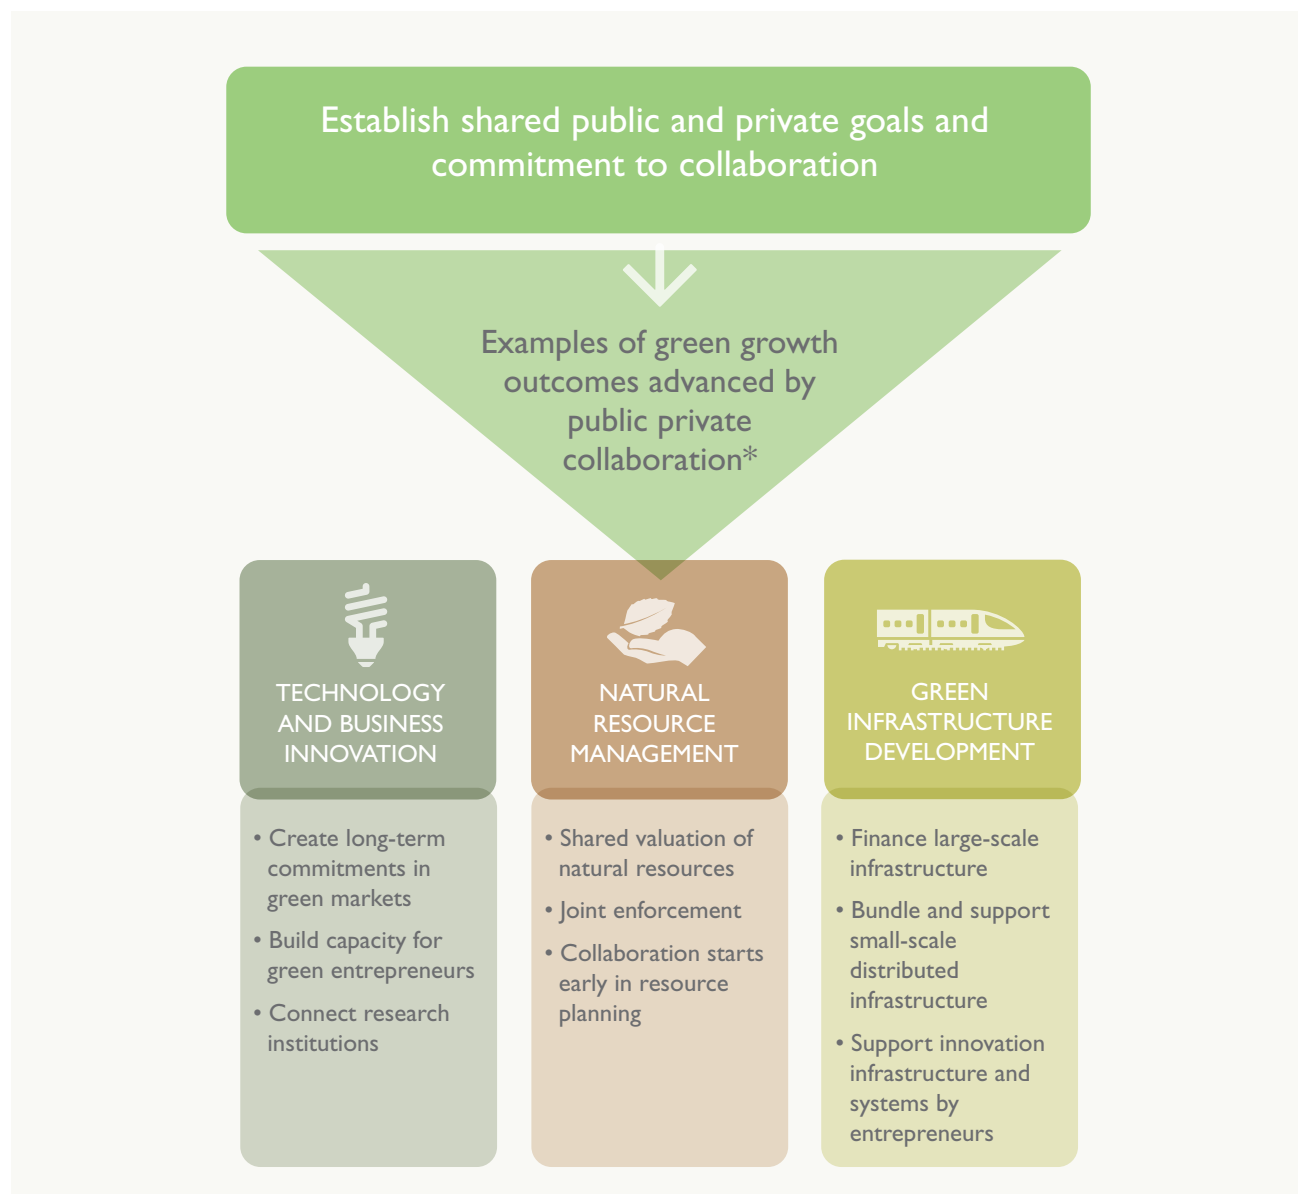 Establish shared public and private goals and
commitment to collaboration
Examples of green growth
outcomes advanced by
public private
collaboration*
TECHNOLOGY
AND BUSINESS
INNOVATION
• Create long-term
commitments in
green markets
• Build capacity for
green entrepreneurs
• Connect research
institutions
NATURAL
RESOURCE
MANAGEMENT
• Shared valuation of
natural resources
• Joint enforcement
• Collaboration starts
early in resource
planning
GREEN
INFRASTRUCTURE
DEVELOPMENT
• Finance large-scale
infrastructure
• Bundle and support
small-scale
distributed
infrastructure
• Support innovation
infrastructure and
systems by
entrepreneurs